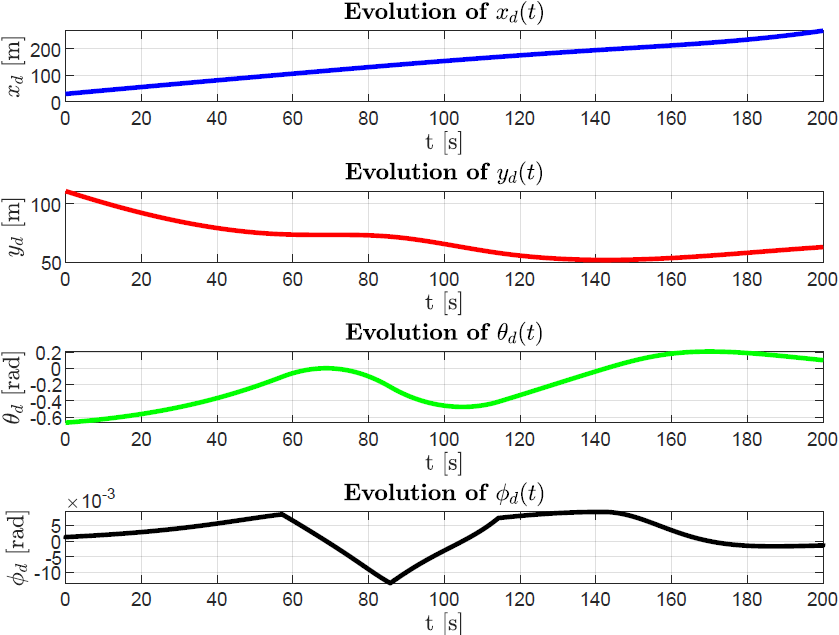 Evolution of x_d(t)
200
100
0
x_d [m]
0 20 40 60 80 100 120 140 160 180 200
t [s]
Evolution of y_d(t)
100
50
y_d [m]
0 20 40 60 80 100 120 140 160 180 200
t [s]
Evolution of θ_d(t)
0.2
0
-0.2
-0.4
-0.6
θ_d [rad]
0 20 40 60 80 100 120 140 160 180 200
t [s]
Evolution of ϕ_d(t)
×10^-3
5
0
-5
-10
ϕ_d [rad]
0 20 40 60 80 100 120 140 160 180 200
t [s]